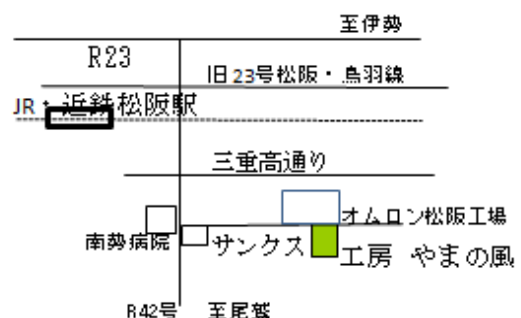 至伊勢
R23
旧23号松阪・鳥羽線
JR・近鉄松阪駅
三重高通り
オムロン松阪工場
南勢病院
サンクス
工房 やまの風
R42号 至尾鷲